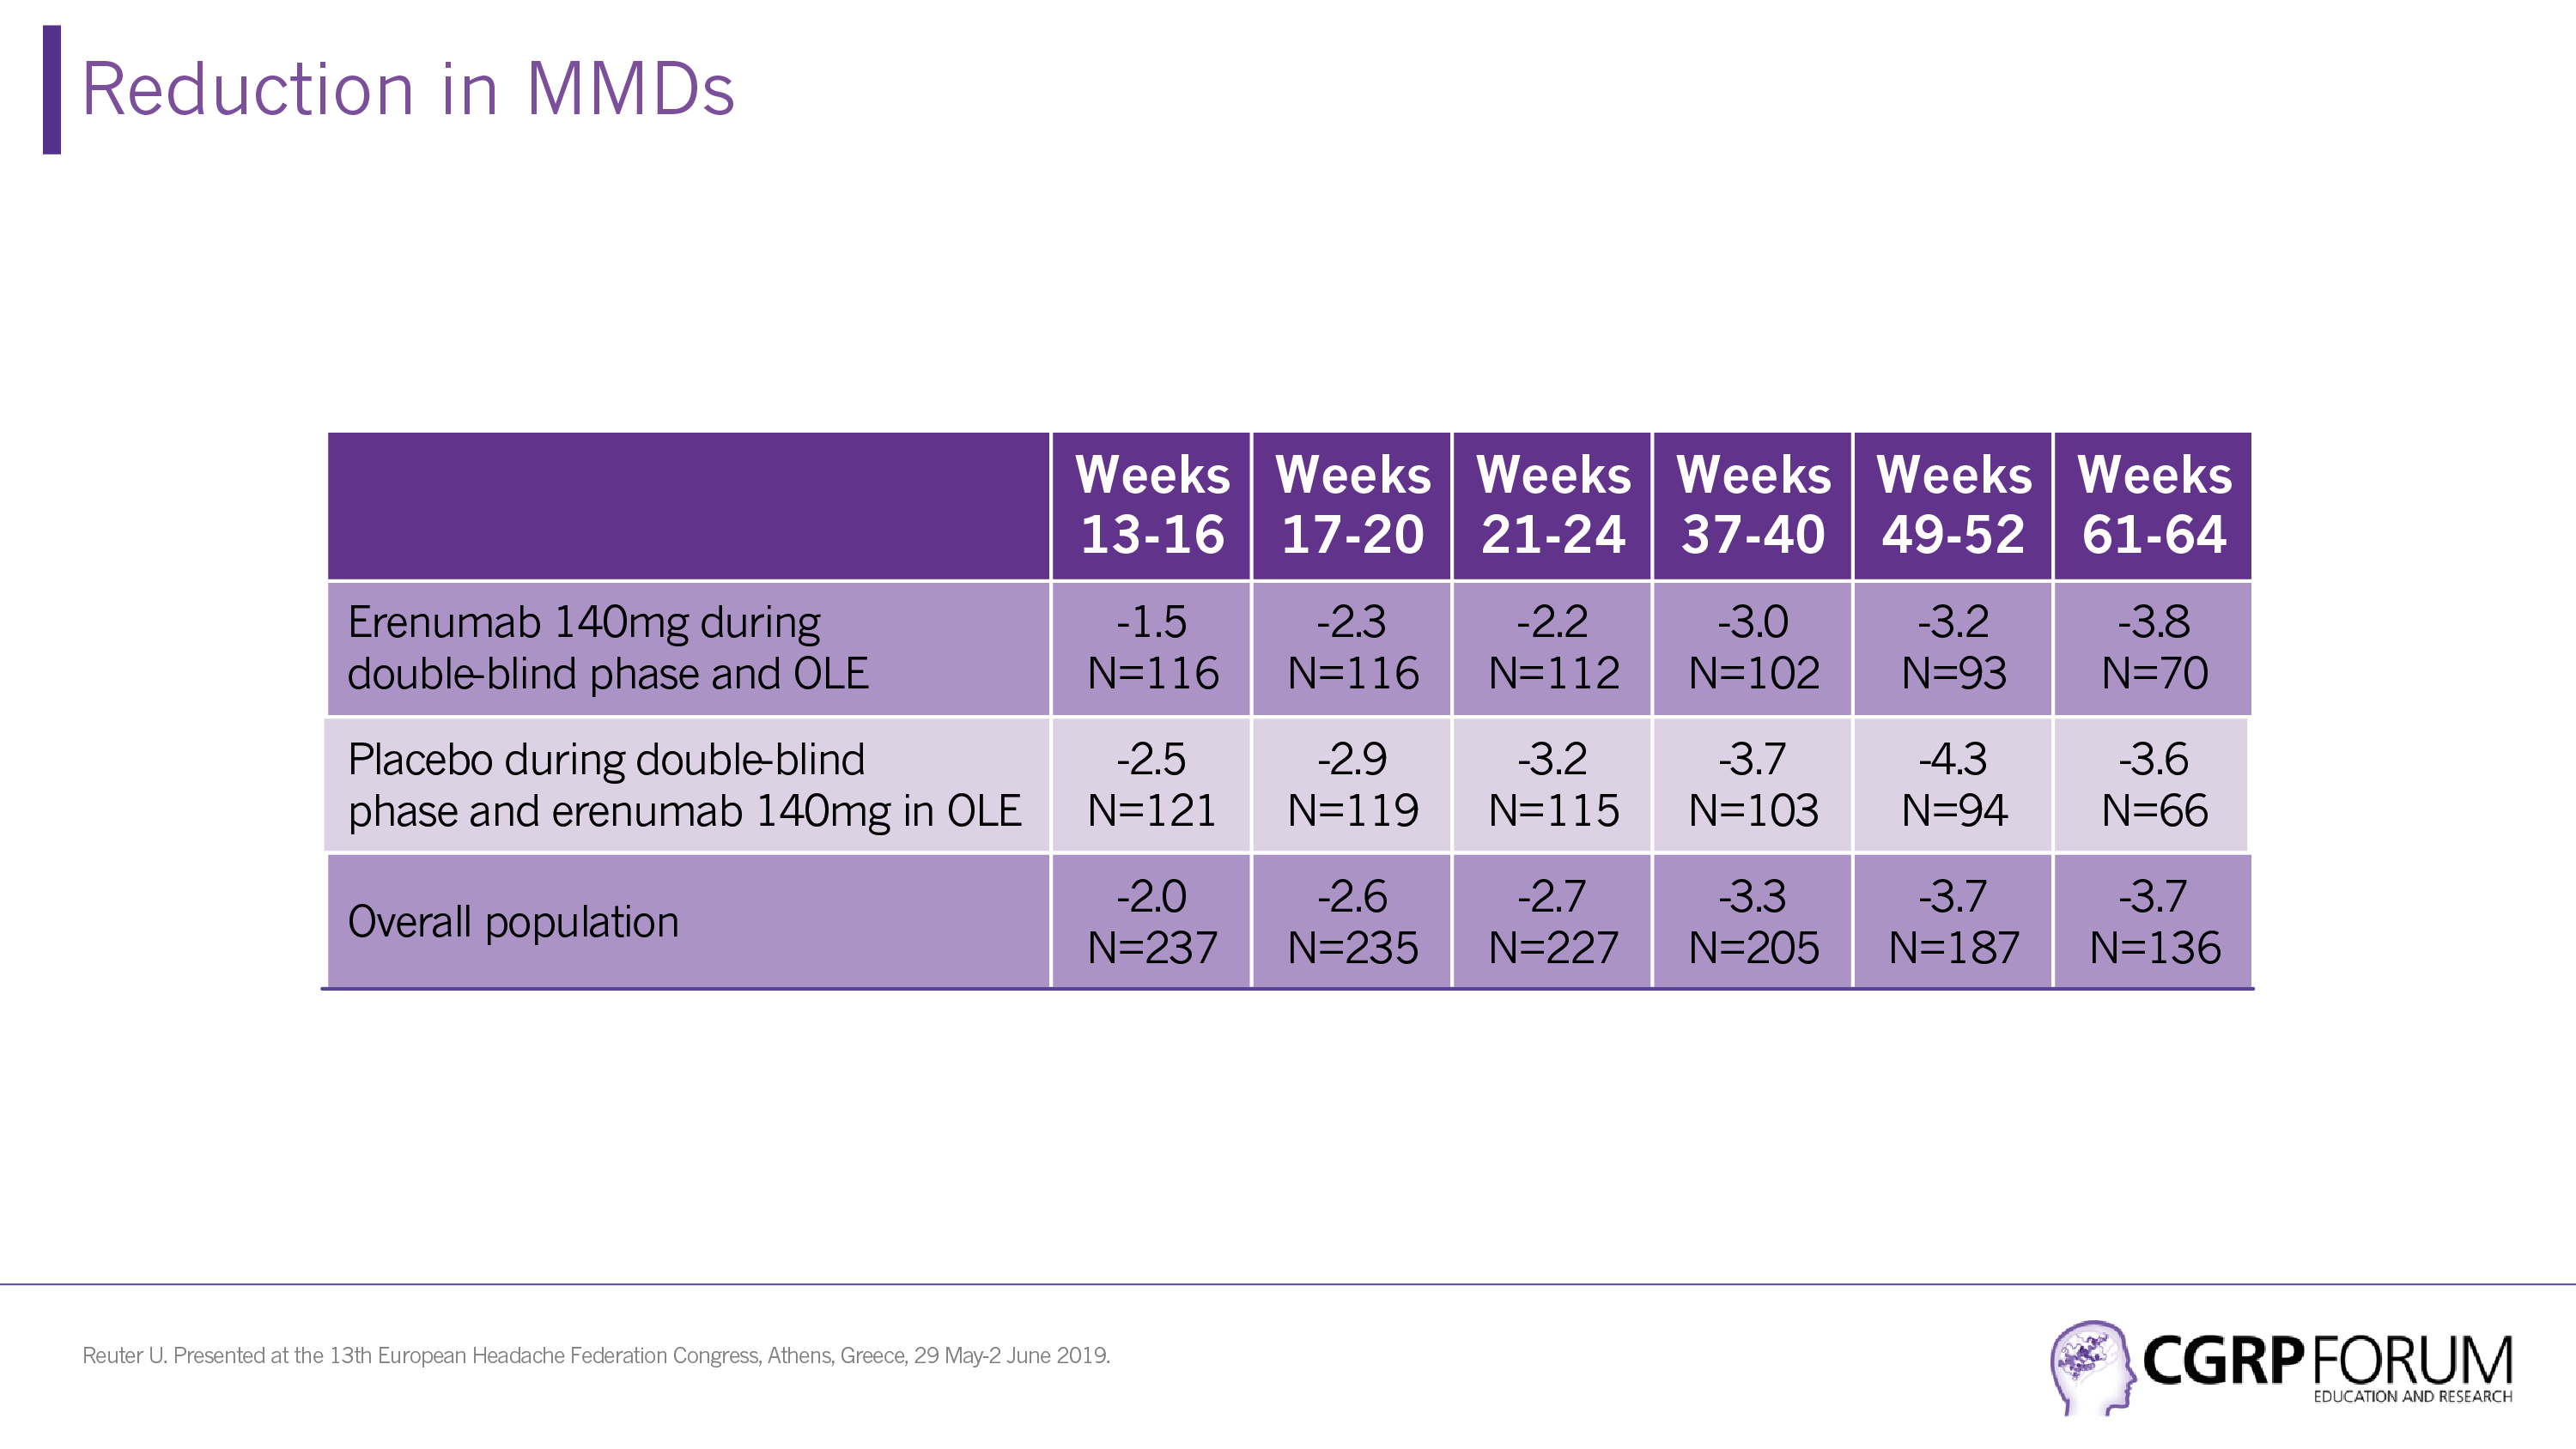 Reduction in MMDs
Weeks 13-16 Weeks 17-20 Weeks 21-24 Weeks 37-40 Weeks 49-52 Weeks 61-64
Erenumab 140mg during
double-blind phase and OLE
-1.5 -2.3 -2.2 -3.0 -3.2 -3.8
N=116 N=116 N=112 N=102 N=93 N=70
Placebo during double-blind
phase and erenumab 140mg in OLE
-2.5 -2.9 -3.2 -3.7 -4.3 -3.6
N=121 N=119 N=115 N=103 N=94 N=66
Overall population
-2.0 -2.6 -2.7 -3.3 -3.7 -3.7
N=237 N=235 N=227 N=205 N=187 N=136
Reuter U. Presented at the 13th European Headache Federation Congress, Athens, Greece, 29 May-2 June 2019.
CGRP FORUM
EDUCATION AND RESEARCH